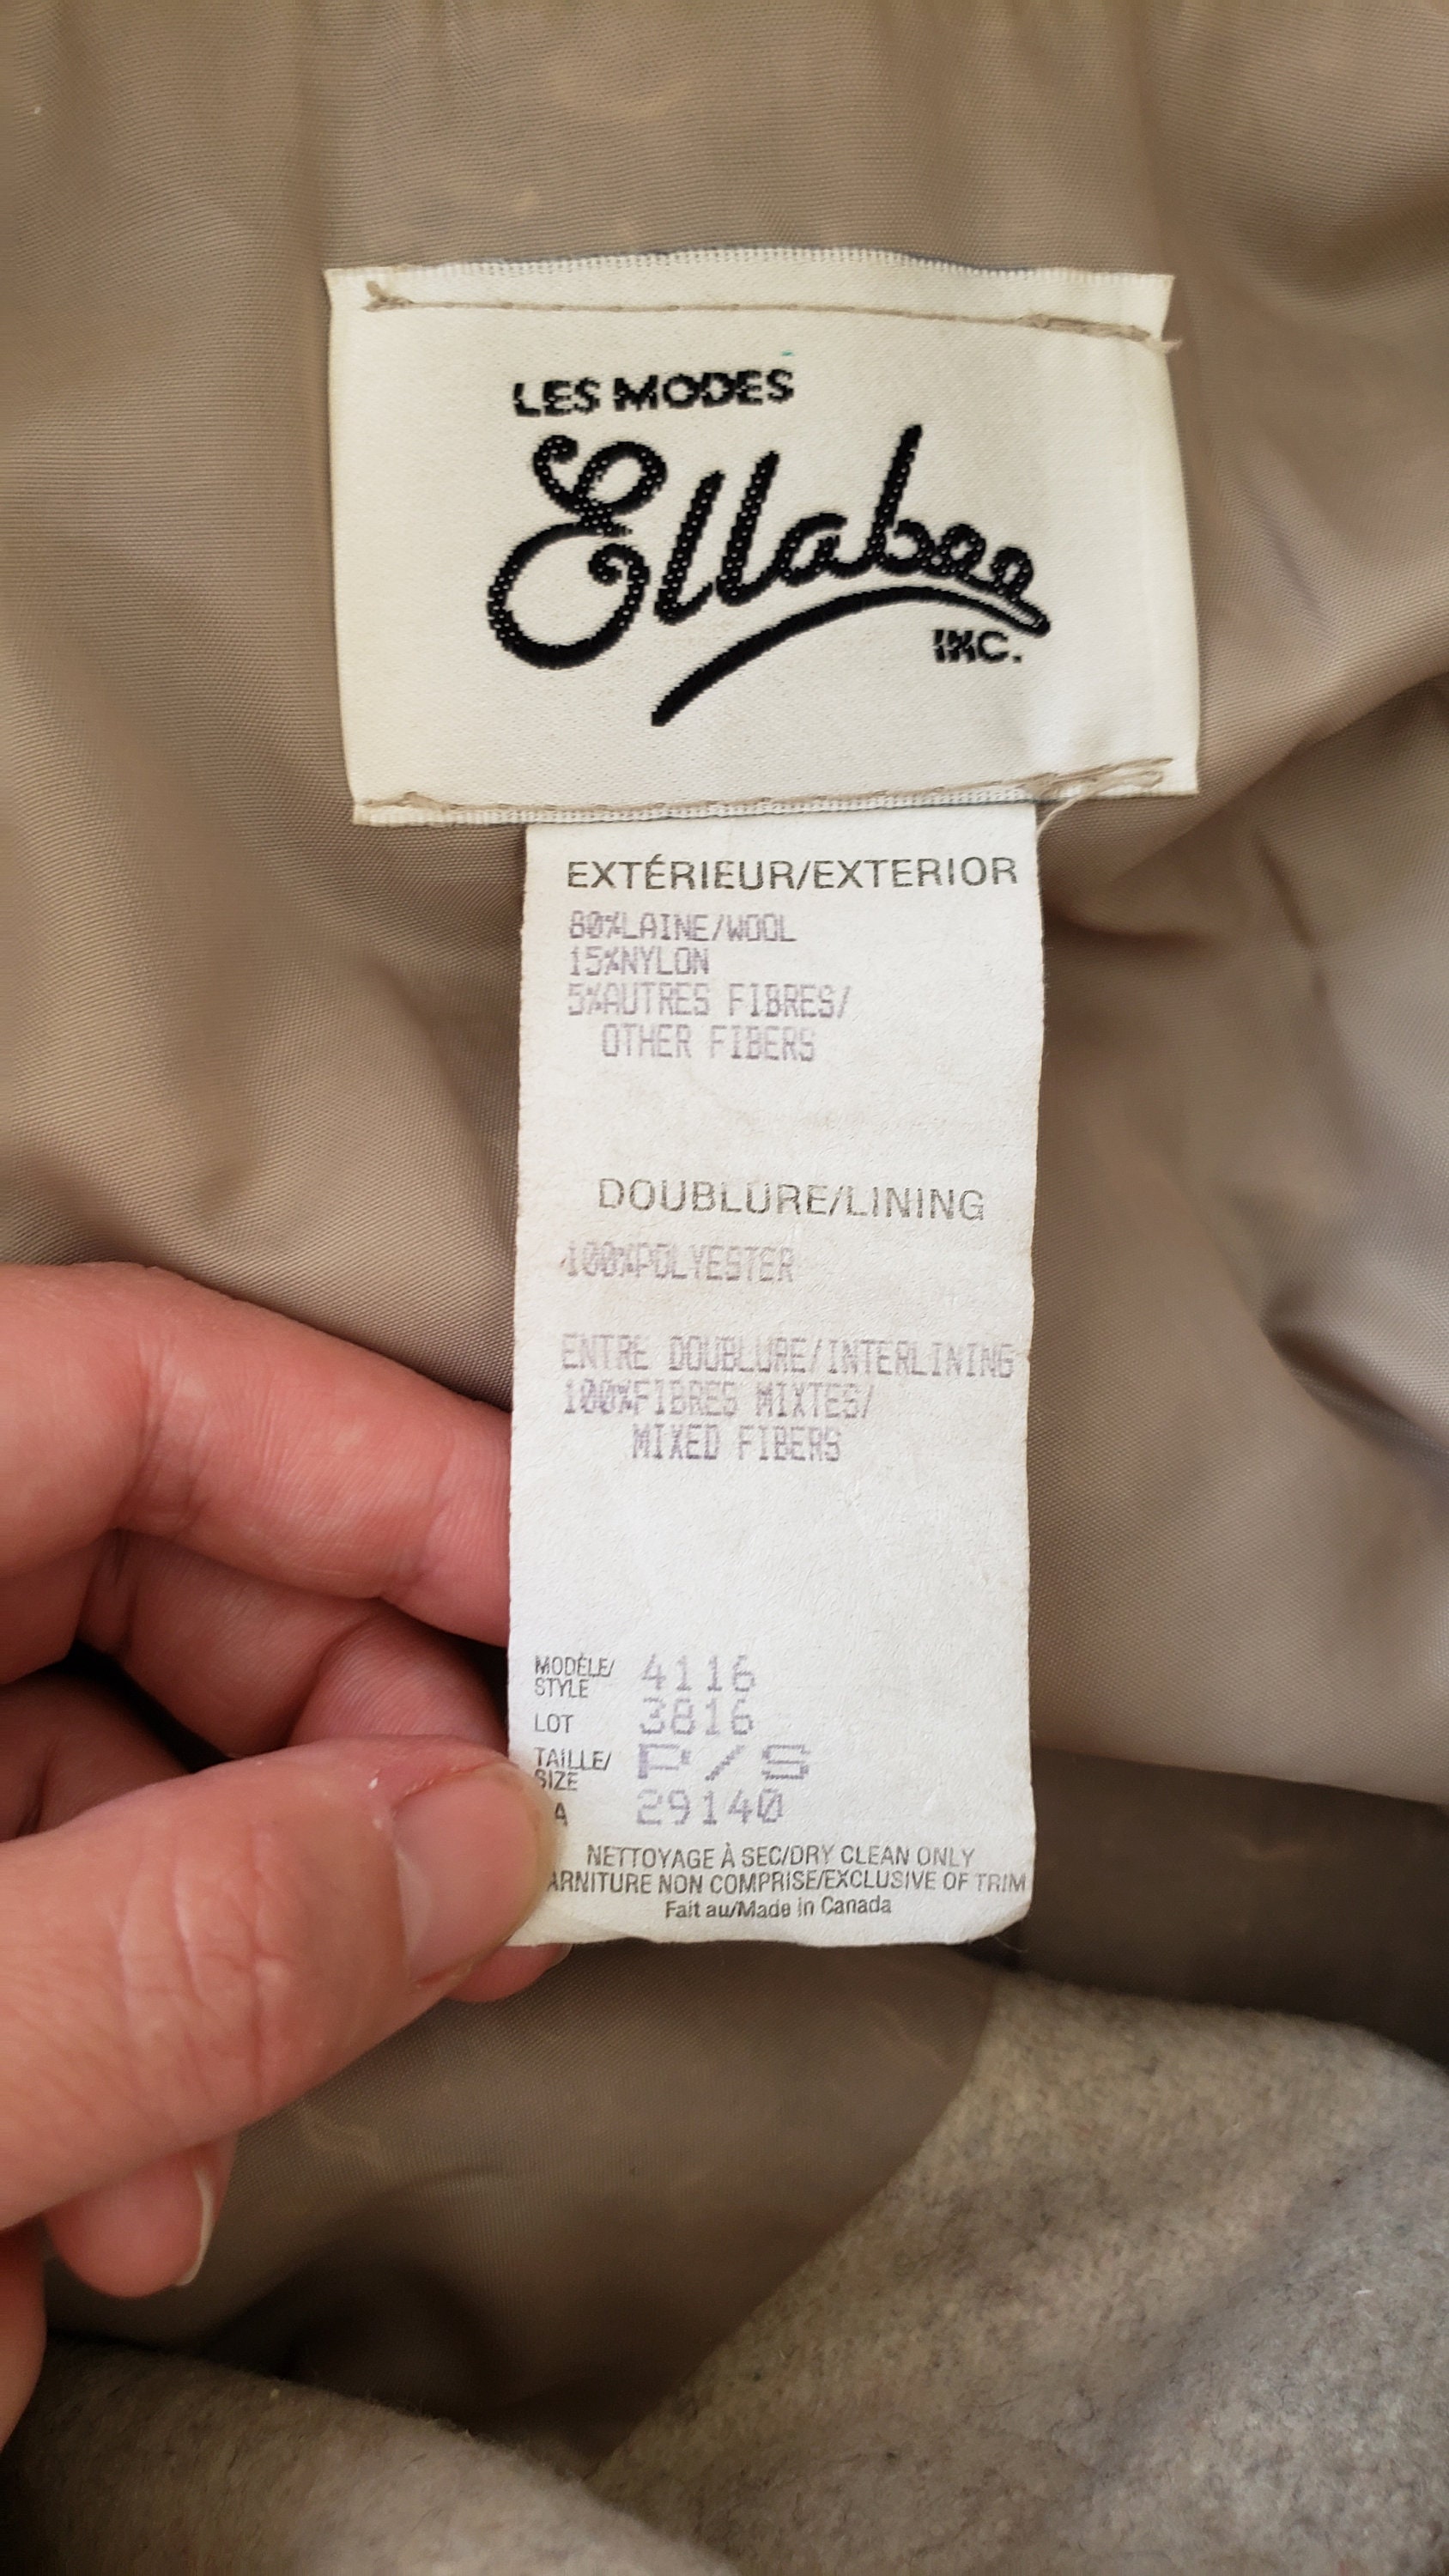 LES MODES
Ellabee
INC.
EXTÉRIEUR/EXTERIOR
80%LAINE/WOOL
15%NYLON
5%AUTRES FIBRES/
OTHER FIBERS
DOUBLURE/LINING
100%POLYESTER
ENTRE DOUBLURE/INTERLINING
100%FIBRES MIXTES/
MIXED FIBERS
MODÈLE/
STYLE 4116
LOT 3816
TAILLE/
SIZE P/S
A 29140
NETTOYAGE À SEC/DRY CLEAN ONLY
ARNITURE NON COMPRISE/EXCLUSIVE OF TRIM
Fait au/Made in Canada